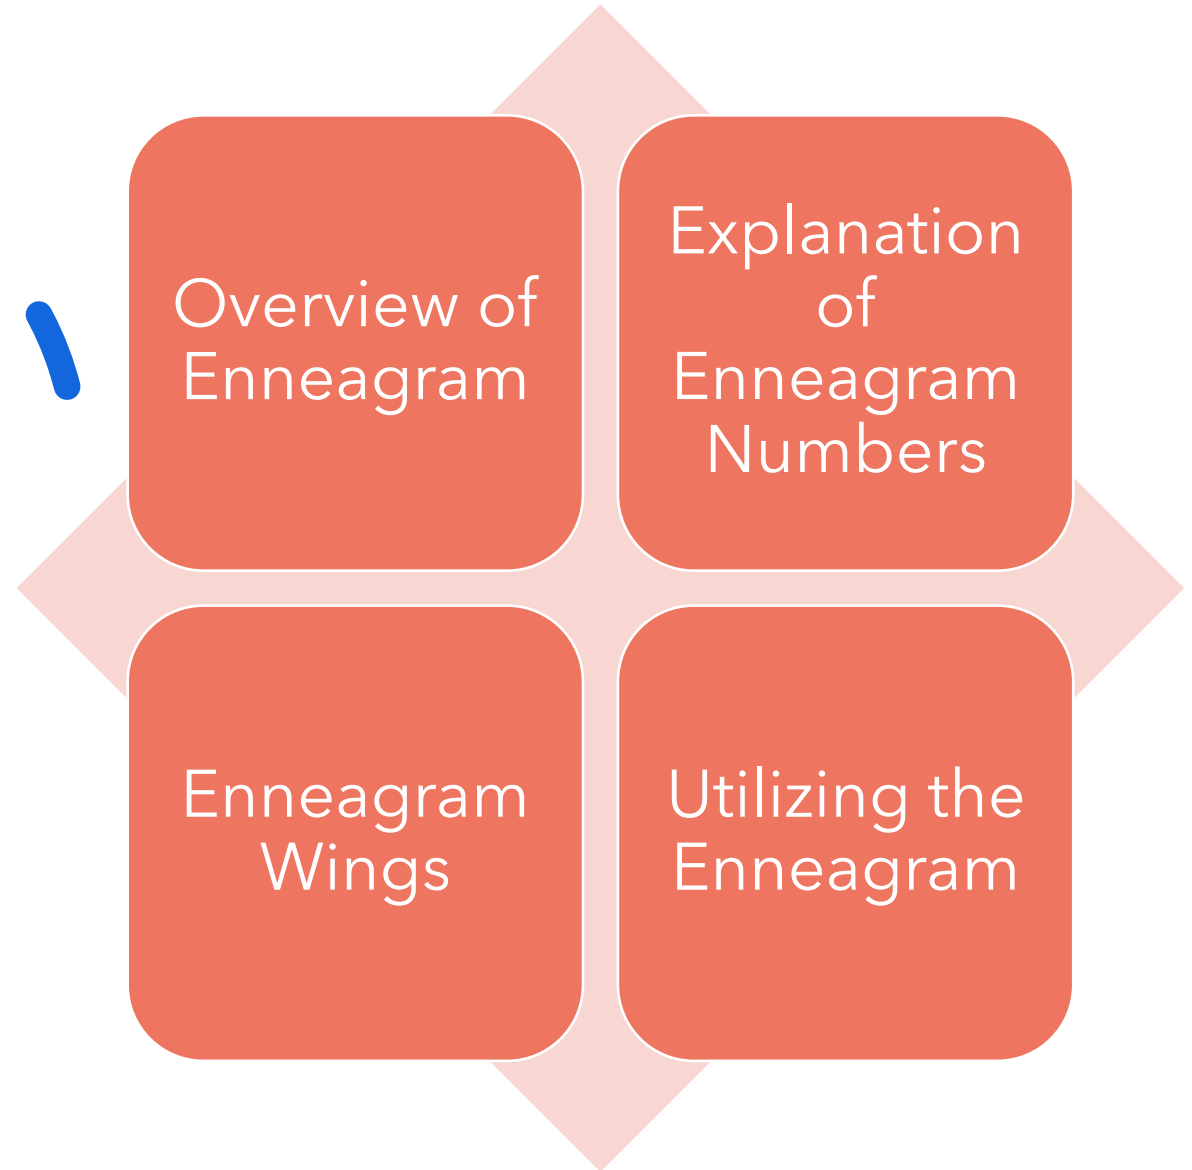 Overview of
Enneagram
Explanation
of
Enneagram
Numbers
Enneagram
Wings
Utilizing the
Enneagram